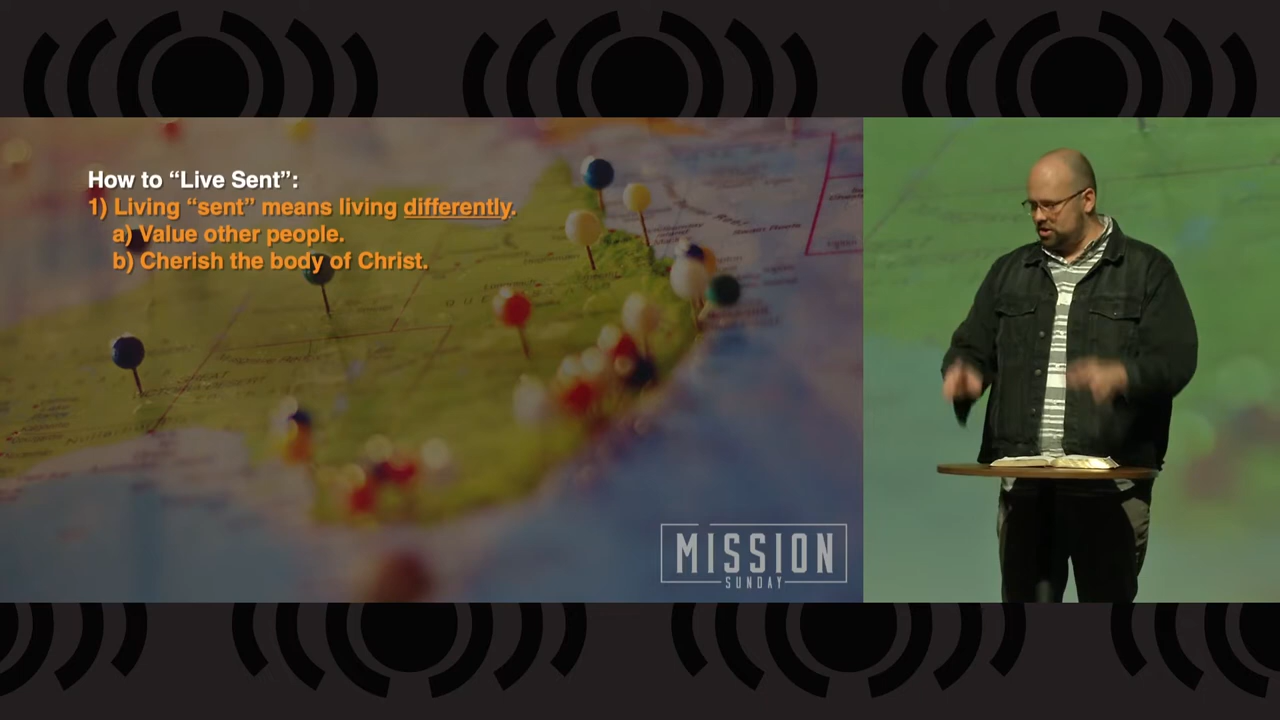 How to “Live Sent”:
1) Living “sent” means living differently.
a) Value other people.
b) Cherish the body of Christ.
MISSION
SUNDAY